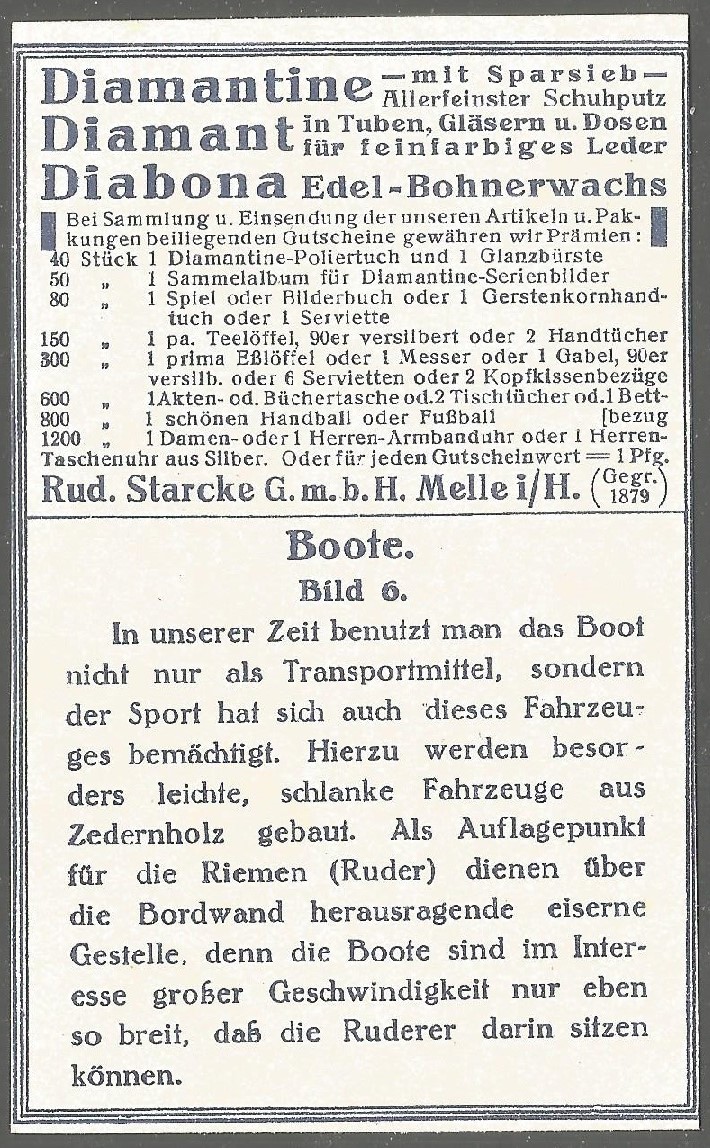 Diamantine — mit Sparsieb —
Allerfeinster Schuhputz
Diamant in Tuben, Gläsern u. Dosen
für feinfarbiges Leder
Diabona Edel-Bohnerwachs
Bei Sammlung u. Einsendung der unseren Artikeln u. Pak-
kungen beiliegenden Gutscheine gewähren wir Prämien:
40 Stück 1 Diamantine-Poliertuch und 1 Glanzbürste
50 „ 1 Sammelalbum für Diamantine-Serienbilder
80 „ 1 Spiel oder Bilderbuch oder 1 Gerstenkornhand-
tuch oder 1 Serviette
150 „ 1 pa. Teelöffel, 90er versilbert oder 2 Handtücher
300 „ 1 prima Eßlöffel oder 1 Messer oder 1 Gabel, 90er
versilb. oder 6 Servietten oder 2 Kopfkissenbezüge
600 „ 1 Akten- od. Büchertasche od. 2 Tischtücher od. 1 Bett-
800 „ 1 schönen Handball oder Fußball [bezug
1200 „ 1 Damen- oder 1 Herren-Armbanduhr oder 1 Herren-
Taschenuhr aus Silber. Oder für jeden Gutscheinwert = 1 Pfg.
Rud. Starcke G. m. b. H. Melle i/H. (Gegr. 1879)
Boote.
Bild 6.
In unserer Zeit benutzt man das Boot
nicht nur als Transportmittel, sondern
der Sport hat sich auch dieses Fahrzeu-
ges bemächtigt. Hierzu werden besor-
ders leichte, schlanke Fahrzeuge aus
Zedernholz gebaut. Als Auflagepunkt
für die Riemen (Ruder) dienen über
die Bordwand herausragende eiserne
Gestelle, denn die Boote sind im Inter-
esse großer Geschwindigkeit nur eben
so breit, daß die Ruderer darin sitzen
können.